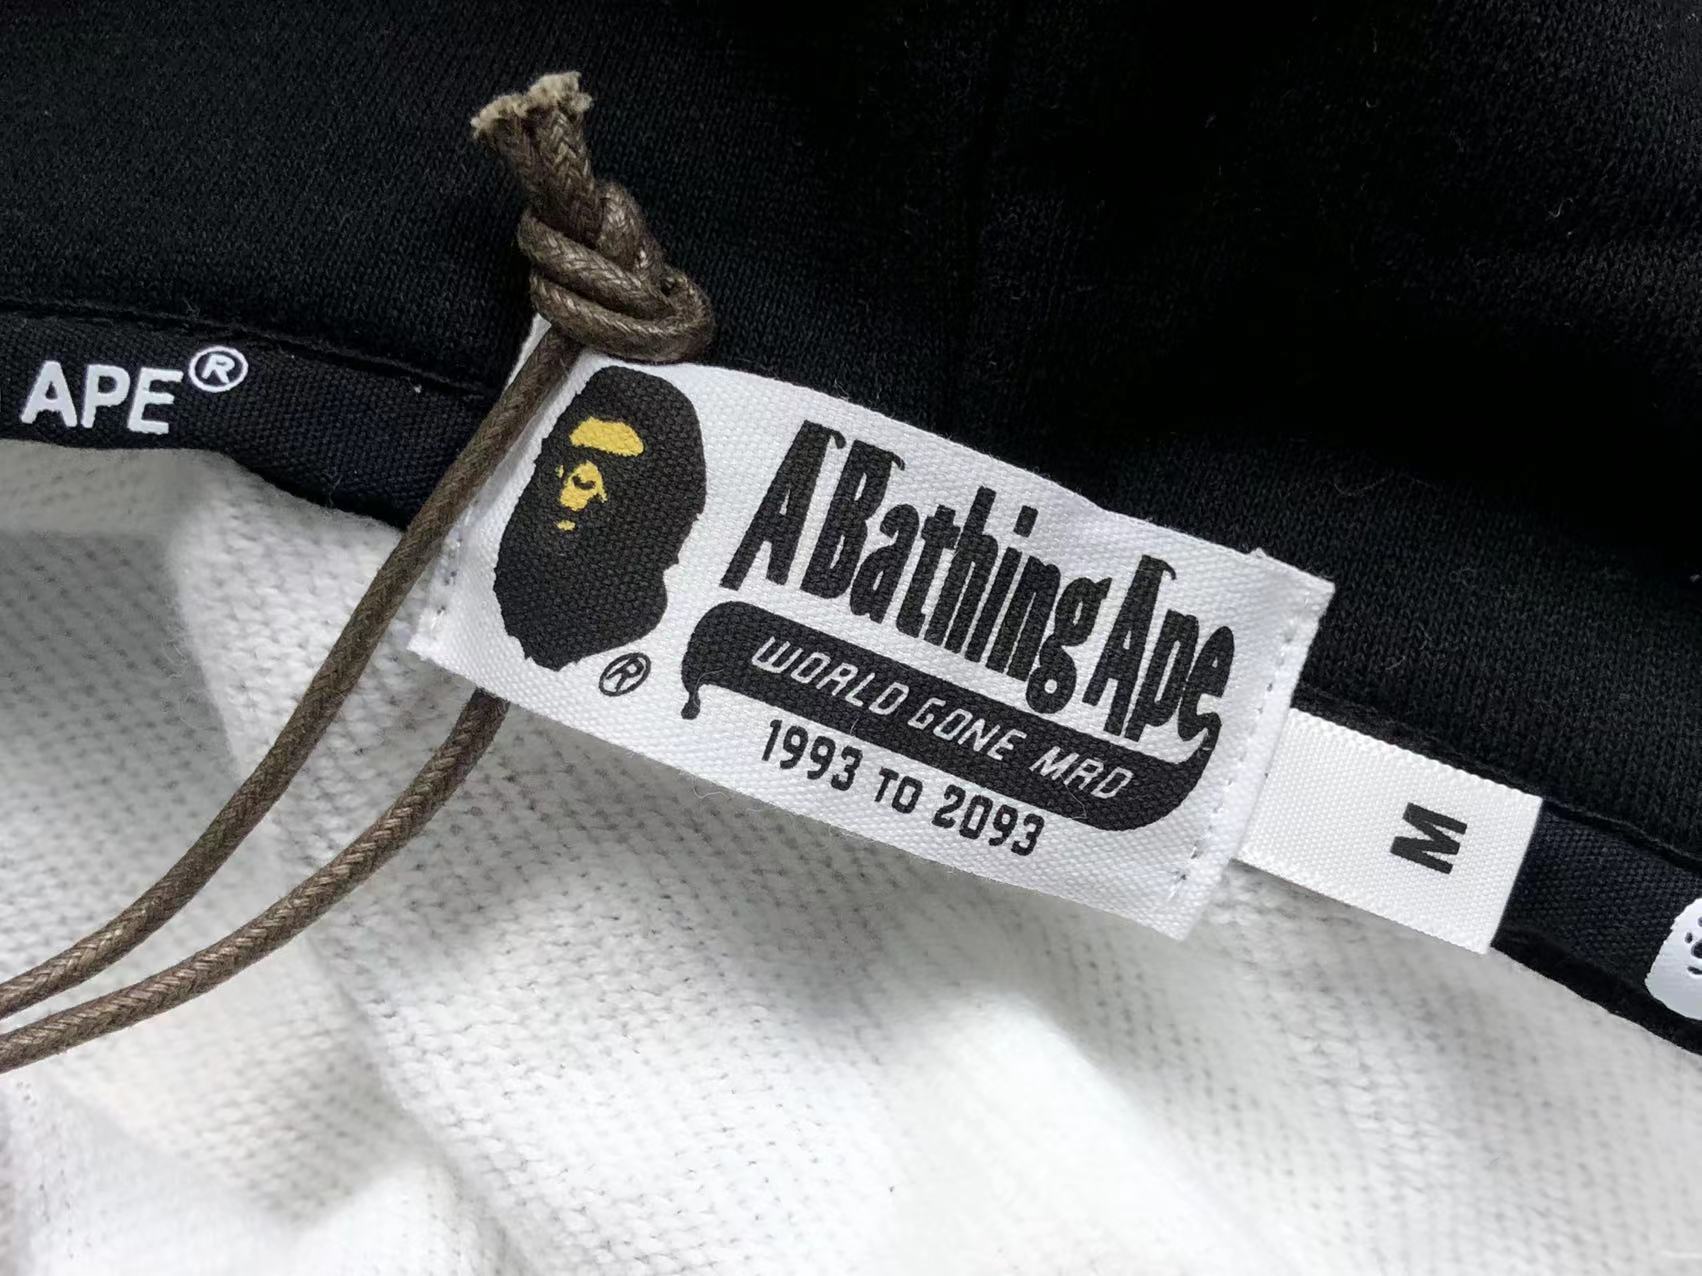 APE®
®
A Bathing Ape
WORLD GONE MAD
1993 TO 2093
M